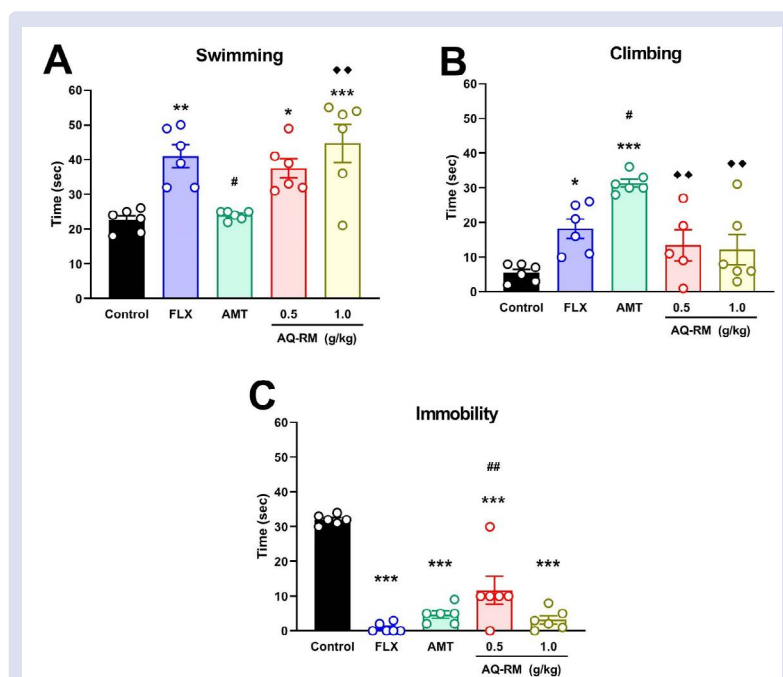 A
Swimming
Time (sec)
60
50
40
30
20
10
0
**
#
*
◆◆
***
Control FLX AMT 0.5 1.0
AQ-RM (g/kg)
B
Climbing
Time (sec)
60
50
40
30
20
10
0
*
#
***
◆◆
◆◆
Control FLX AMT 0.5 1.0
AQ-RM (g/kg)
C
Immobility
Time (sec)
60
50
40
30
20
10
0
***
***
##
***
***
Control FLX AMT 0.5 1.0
AQ-RM (g/kg)